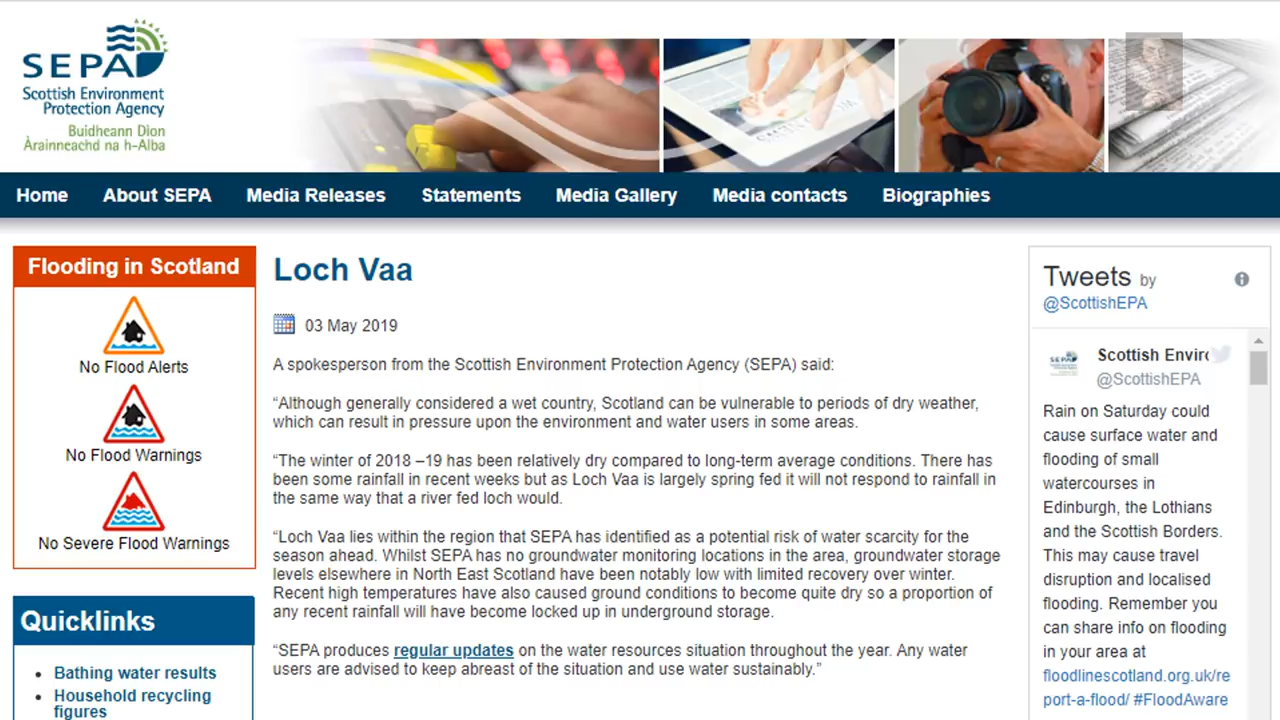 SEPA
Scottish Environment
Protection Agency
Buidheann Dìon
Àrainneachd na h-Alba
Home About SEPA Media Releases Statements Media Gallery Media contacts Biographies
Flooding in Scotland
No Flood Alerts
No Flood Warnings
No Severe Flood Warnings
Quicklinks
Bathing water results
Household recycling
figures
Loch Vaa
03 May 2019
A spokesperson from the Scottish Environment Protection Agency (SEPA) said:
“Although generally considered a wet country, Scotland can be vulnerable to periods of dry weather,
which can result in pressure upon the environment and water users in some areas.
“The winter of 2018 –19 has been relatively dry compared to long-term average conditions. There has
been some rainfall in recent weeks but as Loch Vaa is largely spring fed it will not respond to rainfall in
the same way that a river fed loch would.
“Loch Vaa lies within the region that SEPA has identified as a potential risk of water scarcity for the
season ahead. Whilst SEPA has no groundwater monitoring locations in the area, groundwater storage
levels elsewhere in North East Scotland have been notably low with limited recovery over winter.
Recent high temperatures have also caused ground conditions to become quite dry so a proportion of
any recent rainfall will have become locked up in underground storage.
“SEPA produces regular updates on the water resources situation throughout the year. Any water
users are advised to keep abreast of the situation and use water sustainably.”
Tweets by
@ScottishEPA
Scottish Enviro
@ScottishEPA
Rain on Saturday could
cause surface water and
flooding of small
watercourses in
Edinburgh, the Lothians
and the Scottish Borders.
This may cause travel
disruption and localised
flooding. Remember you
can share info on flooding
in your area at
floodlinescotland.org.uk/re
port-a-flood/ #FloodAware